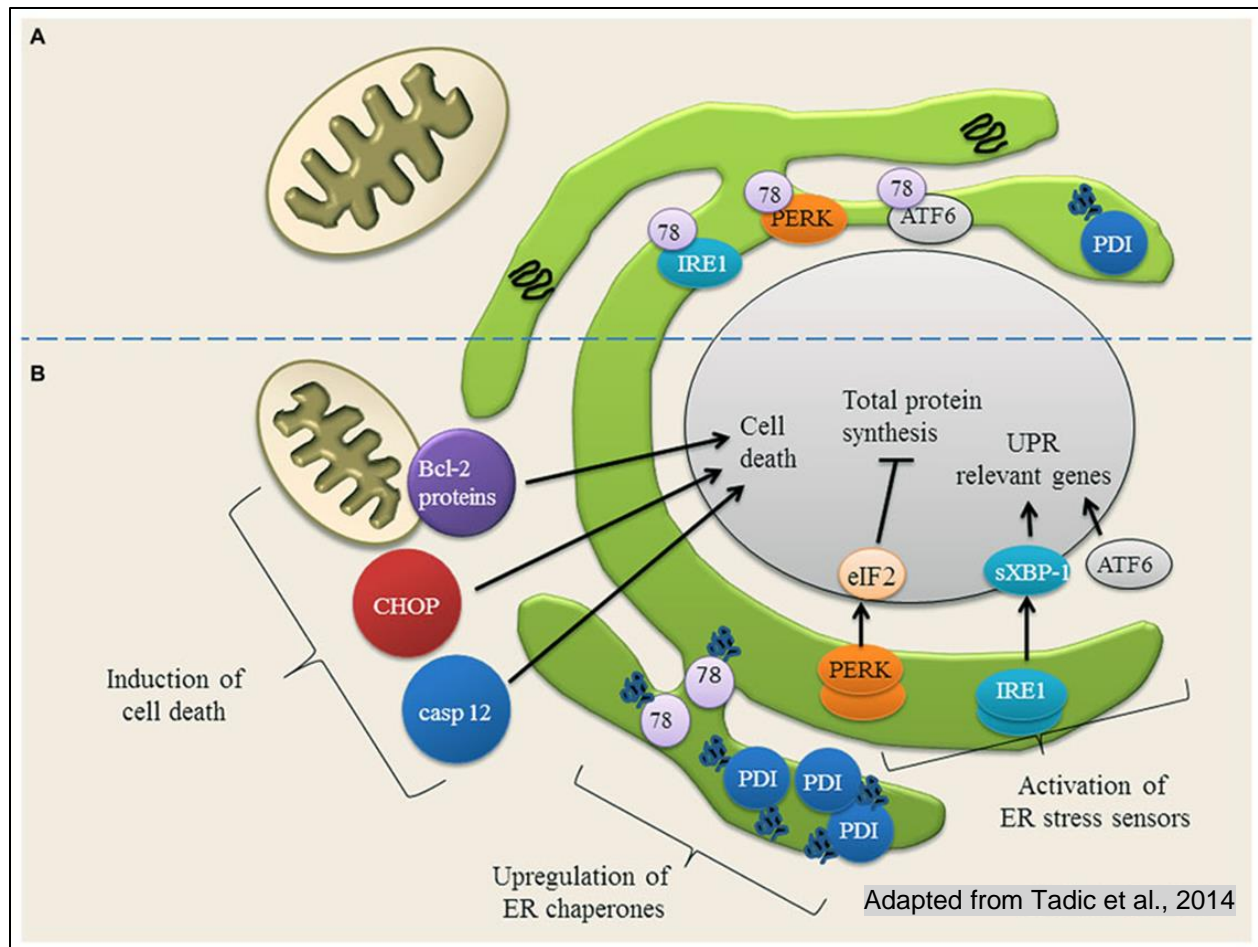 A
78
78
78
PERK
ATF6
IRE1
PDI
B
Bcl-2
proteins
CHOP
casp 12
Induction of
cell death
Cell
death
Total protein
synthesis
UPR
relevant genes
eIF2
sXBP-1
ATF6
PERK
IRE1
78
78
PDI
PDI
PDI
Activation of
ER stress sensors
Upregulation of
ER chaperones
Adapted from Tadic et al., 2014